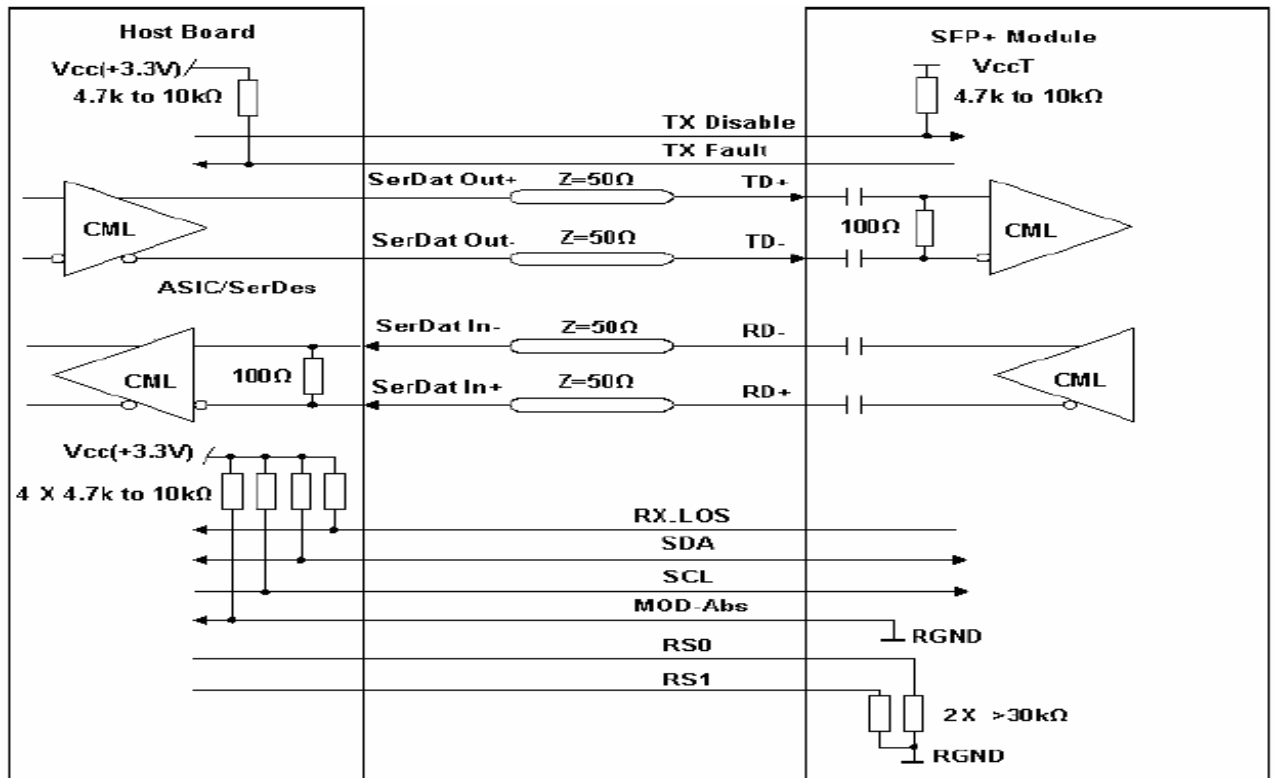 Host Board
SFP+ Module
Vcc(+3.3V)
VccT
4.7k to 10kΩ
4.7k to 10kΩ
TX Disable
TX Fault
SerDat Out+
Z=50Ω
TD+
CML
100Ω
CML
SerDat Out-
Z=50Ω
TD-
ASIC/SerDes
SerDat In-
Z=50Ω
RD-
CML
100Ω
CML
SerDat In+
Z=50Ω
RD+
Vcc(+3.3V)
4 X 4.7k to 10kΩ
RX_LOS
SDA
SCL
MOD-Abs
RGND
RS0
RS1
2X >30kΩ
RGND